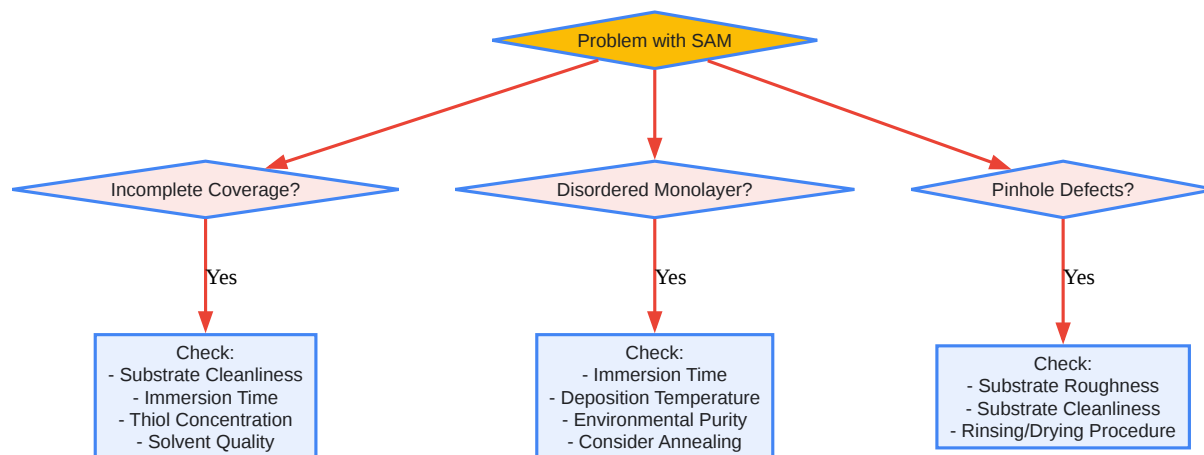 Problem with SAM
Incomplete Coverage?
Disordered Monolayer?
Pinhole Defects?
Yes
Yes
Yes
Check:
- Substrate Cleanliness
- Immersion Time
- Thiol Concentration
- Solvent Quality
Check:
- Immersion Time
- Deposition Temperature
- Environmental Purity
- Consider Annealing
Check:
- Substrate Roughness
- Substrate Cleanliness
- Rinsing/Drying Procedure